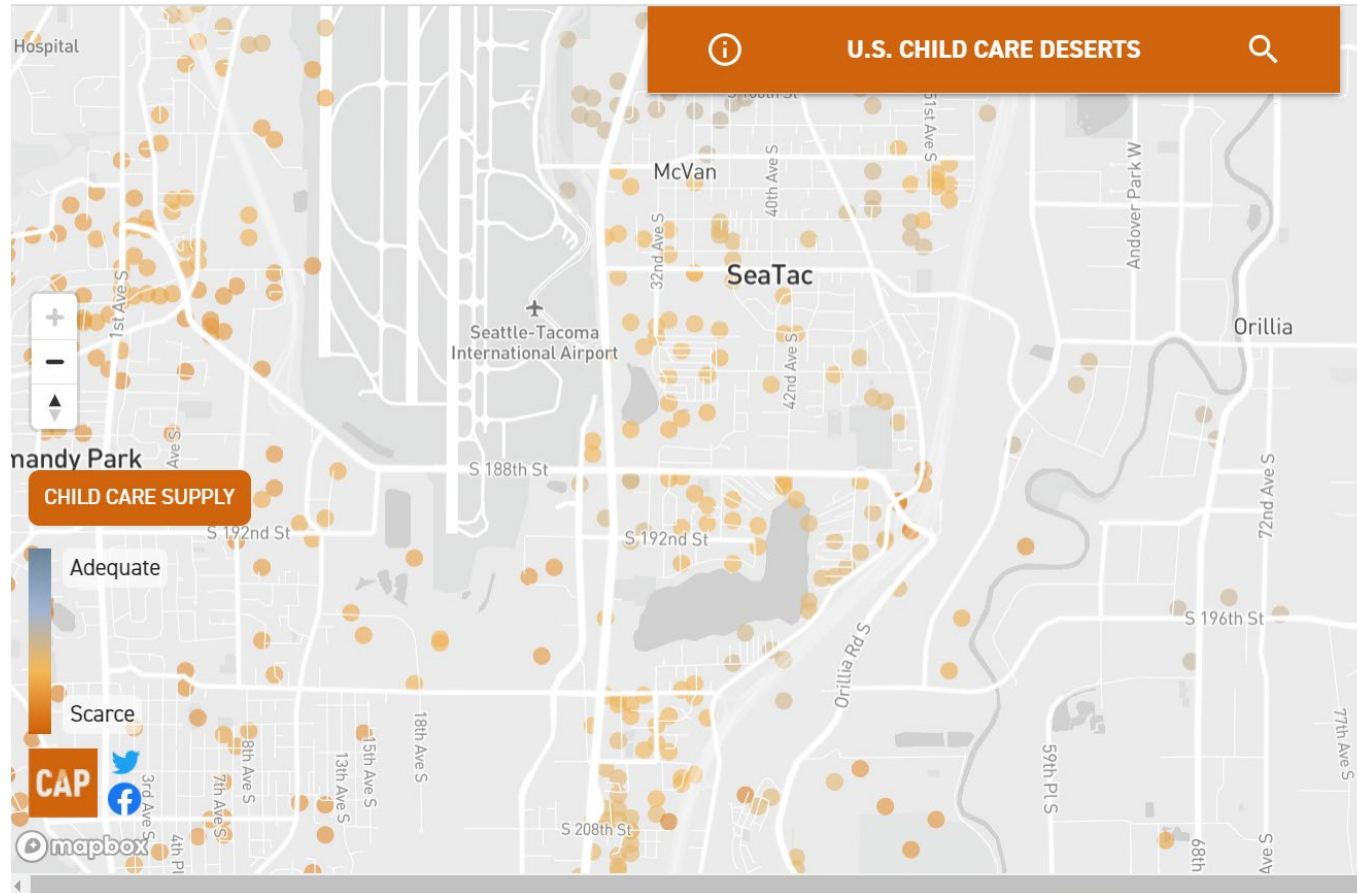 Hospital
U.S. CHILD CARE DESERTS
51st Ave S
McVan
40th Ave S
Andover Park W
32nd Ave S
SeaTac
1st Ave S
Seattle-Tacoma
International Airport
Orillia
42nd Ave S
mandy Park
Ave S
S 188th St
CHILD CARE SUPPLY
72nd Ave S
S 192nd St
S 192nd St
Adequate
S 196th St
Orillia Rd S
Scarce
18th Ave S
77th Ave S
8th Ave S
15th Ave S
13th Ave S
59th Pl S
CAP
3rd Ave S
7th Ave S
S 208th St
mapbox
4th Pl
68th
Ave S